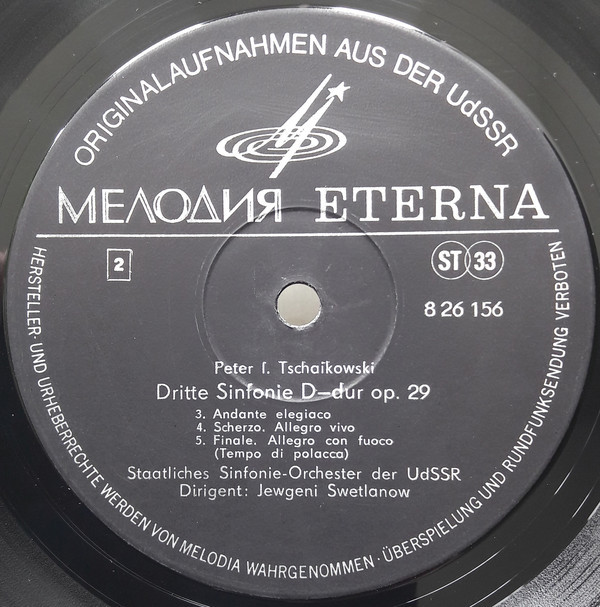 ORIGINALAUFNAHMEN AUS DER UdSSR
МЕЛОДИЯ ETERNA
2
ST 33
8 26 156
Peter I. Tschaïkowski
Dritte Sinfonie D–dur op. 29
3. Andante elegiaco
4. Scherzo. Allegro vivo
5. Finale. Allegro con fuoco
(Tempo di polacca)
Staatliches Sinfonie-Orchester der UdSSR
Dirigent: Jewgeni Swetlanow
HERSTELLER- UND URHEBERRECHTE WERDEN VON MELODIA WAHRGENOMMEN · ÜBERSPIELUNG UND RUNDFUNKSENDUNG VERBOTEN